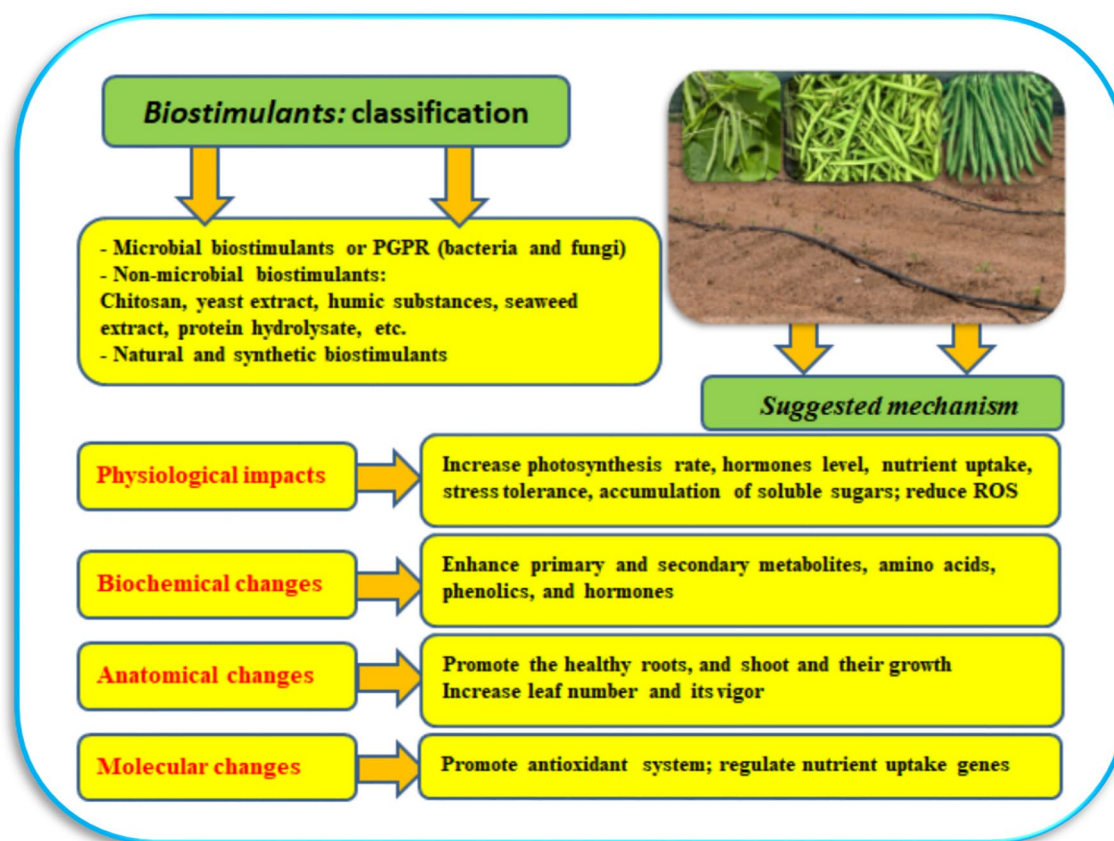 Biostimulants: classification
- Microbial biostimulants or PGPR (bacteria and fungi)
- Non-microbial biostimulants:
Chitosan, yeast extract, humic substances, seaweed
extract, protein hydrolysate, etc.
- Natural and synthetic biostimulants
Suggested mechanism
Physiological impacts
Increase photosynthesis rate, hormones level, nutrient uptake,
stress tolerance, accumulation of soluble sugars; reduce ROS
Biochemical changes
Enhance primary and secondary metabolites, amino acids,
phenolics, and hormones
Anatomical changes
Promote the healthy roots, and shoot and their growth
Increase leaf number and its vigor
Molecular changes
Promote antioxidant system; regulate nutrient uptake genes